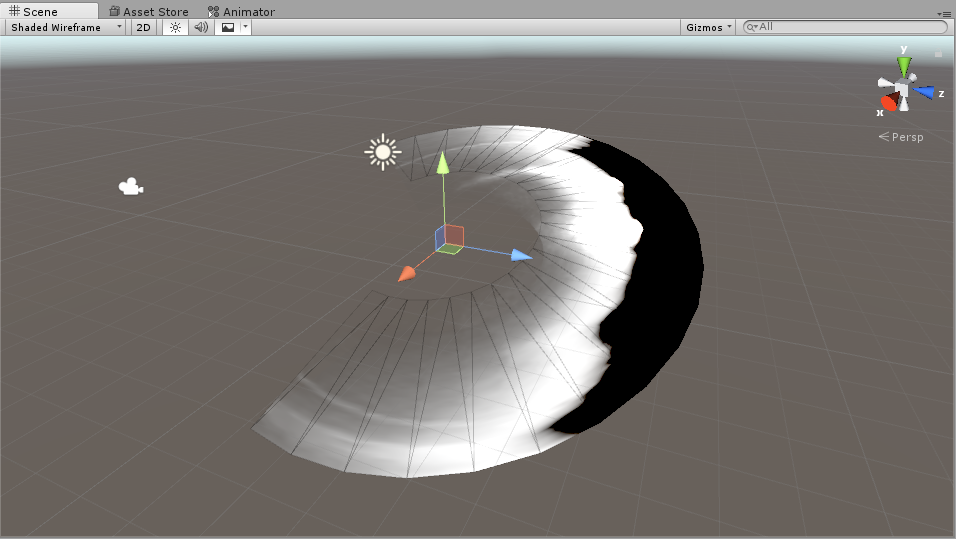 Scene Asset Store Animator
Shaded Wireframe 2D Gizmos All
y
z
x
Persp